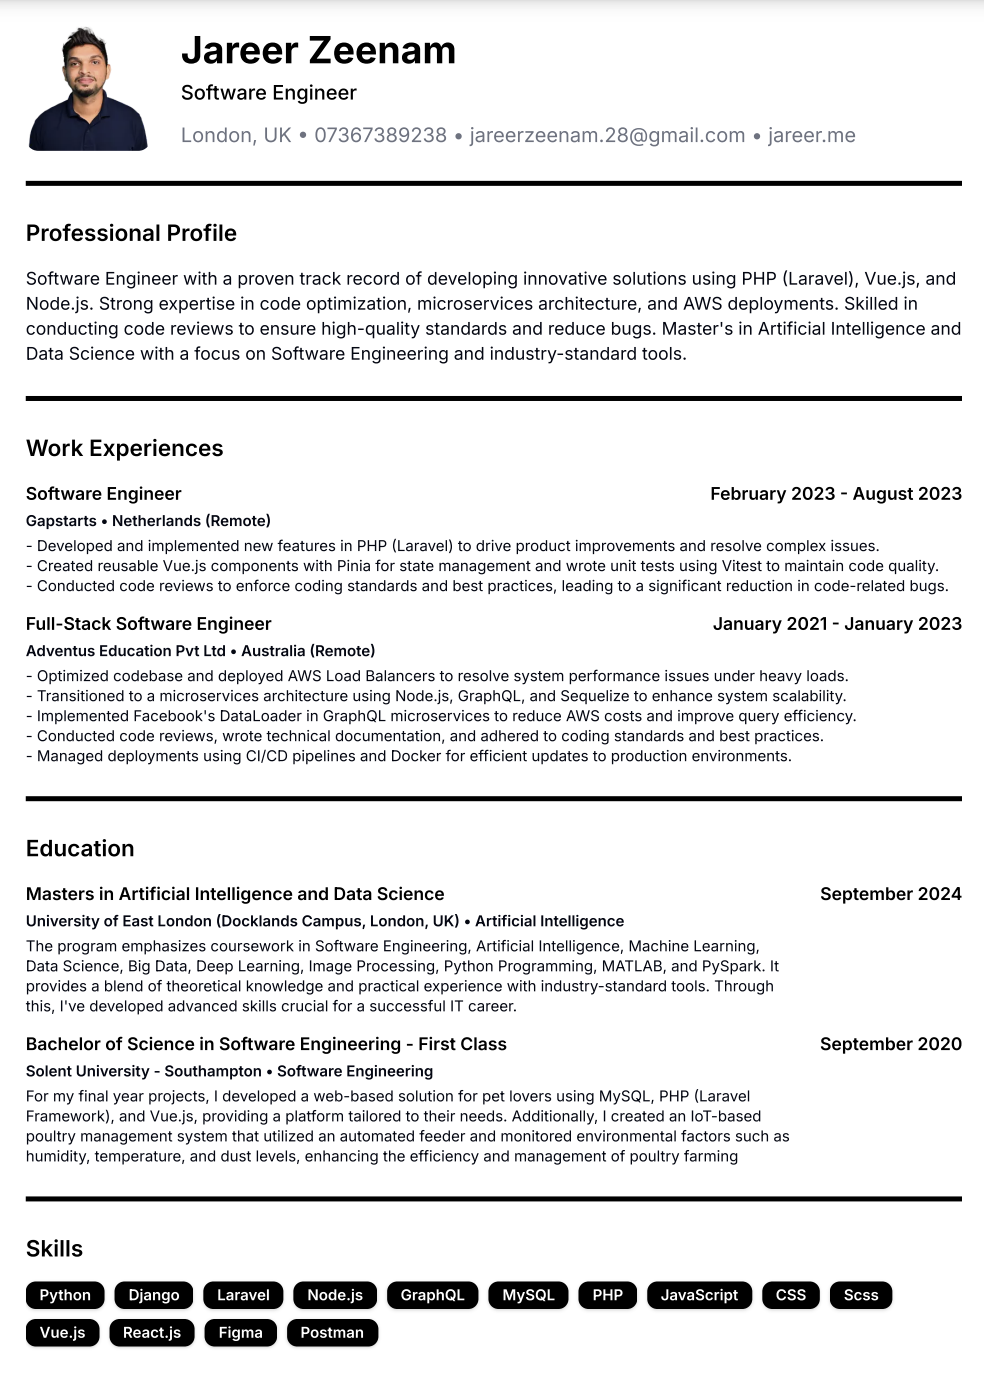 Jareer Zeenam
Software Engineer
London, UK • 07367389238 • jareerzeenam.28@gmail.com • jareer.me
Professional Profile
Software Engineer with a proven track record of developing innovative solutions using PHP (Laravel), Vue.js, and
Node.js. Strong expertise in code optimization, microservices architecture, and AWS deployments. Skilled in
conducting code reviews to ensure high-quality standards and reduce bugs. Master's in Artificial Intelligence and
Data Science with a focus on Software Engineering and industry-standard tools.
Work Experiences
Software Engineer February 2023 - August 2023
Gapstarts • Netherlands (Remote)
- Developed and implemented new features in PHP (Laravel) to drive product improvements and resolve complex issues.
- Created reusable Vue.js components with Pinia for state management and wrote unit tests using Vitest to maintain code quality.
- Conducted code reviews to enforce coding standards and best practices, leading to a significant reduction in code-related bugs.
Full-Stack Software Engineer January 2021 - January 2023
Adventus Education Pvt Ltd • Australia (Remote)
- Optimized codebase and deployed AWS Load Balancers to resolve system performance issues under heavy loads.
- Transitioned to a microservices architecture using Node.js, GraphQL, and Sequelize to enhance system scalability.
- Implemented Facebook's DataLoader in GraphQL microservices to reduce AWS costs and improve query efficiency.
- Conducted code reviews, wrote technical documentation, and adhered to coding standards and best practices.
- Managed deployments using CI/CD pipelines and Docker for efficient updates to production environments.
Education
Masters in Artificial Intelligence and Data Science September 2024
University of East London (Docklands Campus, London, UK) • Artificial Intelligence
The program emphasizes coursework in Software Engineering, Artificial Intelligence, Machine Learning,
Data Science, Big Data, Deep Learning, Image Processing, Python Programming, MATLAB, and PySpark. It
provides a blend of theoretical knowledge and practical experience with industry-standard tools. Through
this, I've developed advanced skills crucial for a successful IT career.
Bachelor of Science in Software Engineering - First Class September 2020
Solent University - Southampton • Software Engineering
For my final year projects, I developed a web-based solution for pet lovers using MySQL, PHP (Laravel
Framework), and Vue.js, providing a platform tailored to their needs. Additionally, I created an IoT-based
poultry management system that utilized an automated feeder and monitored environmental factors such as
humidity, temperature, and dust levels, enhancing the efficiency and management of poultry farming
Skills
Python Django Laravel Node.js GraphQL MySQL PHP JavaScript CSS Scss
Vue.js React.js Figma Postman